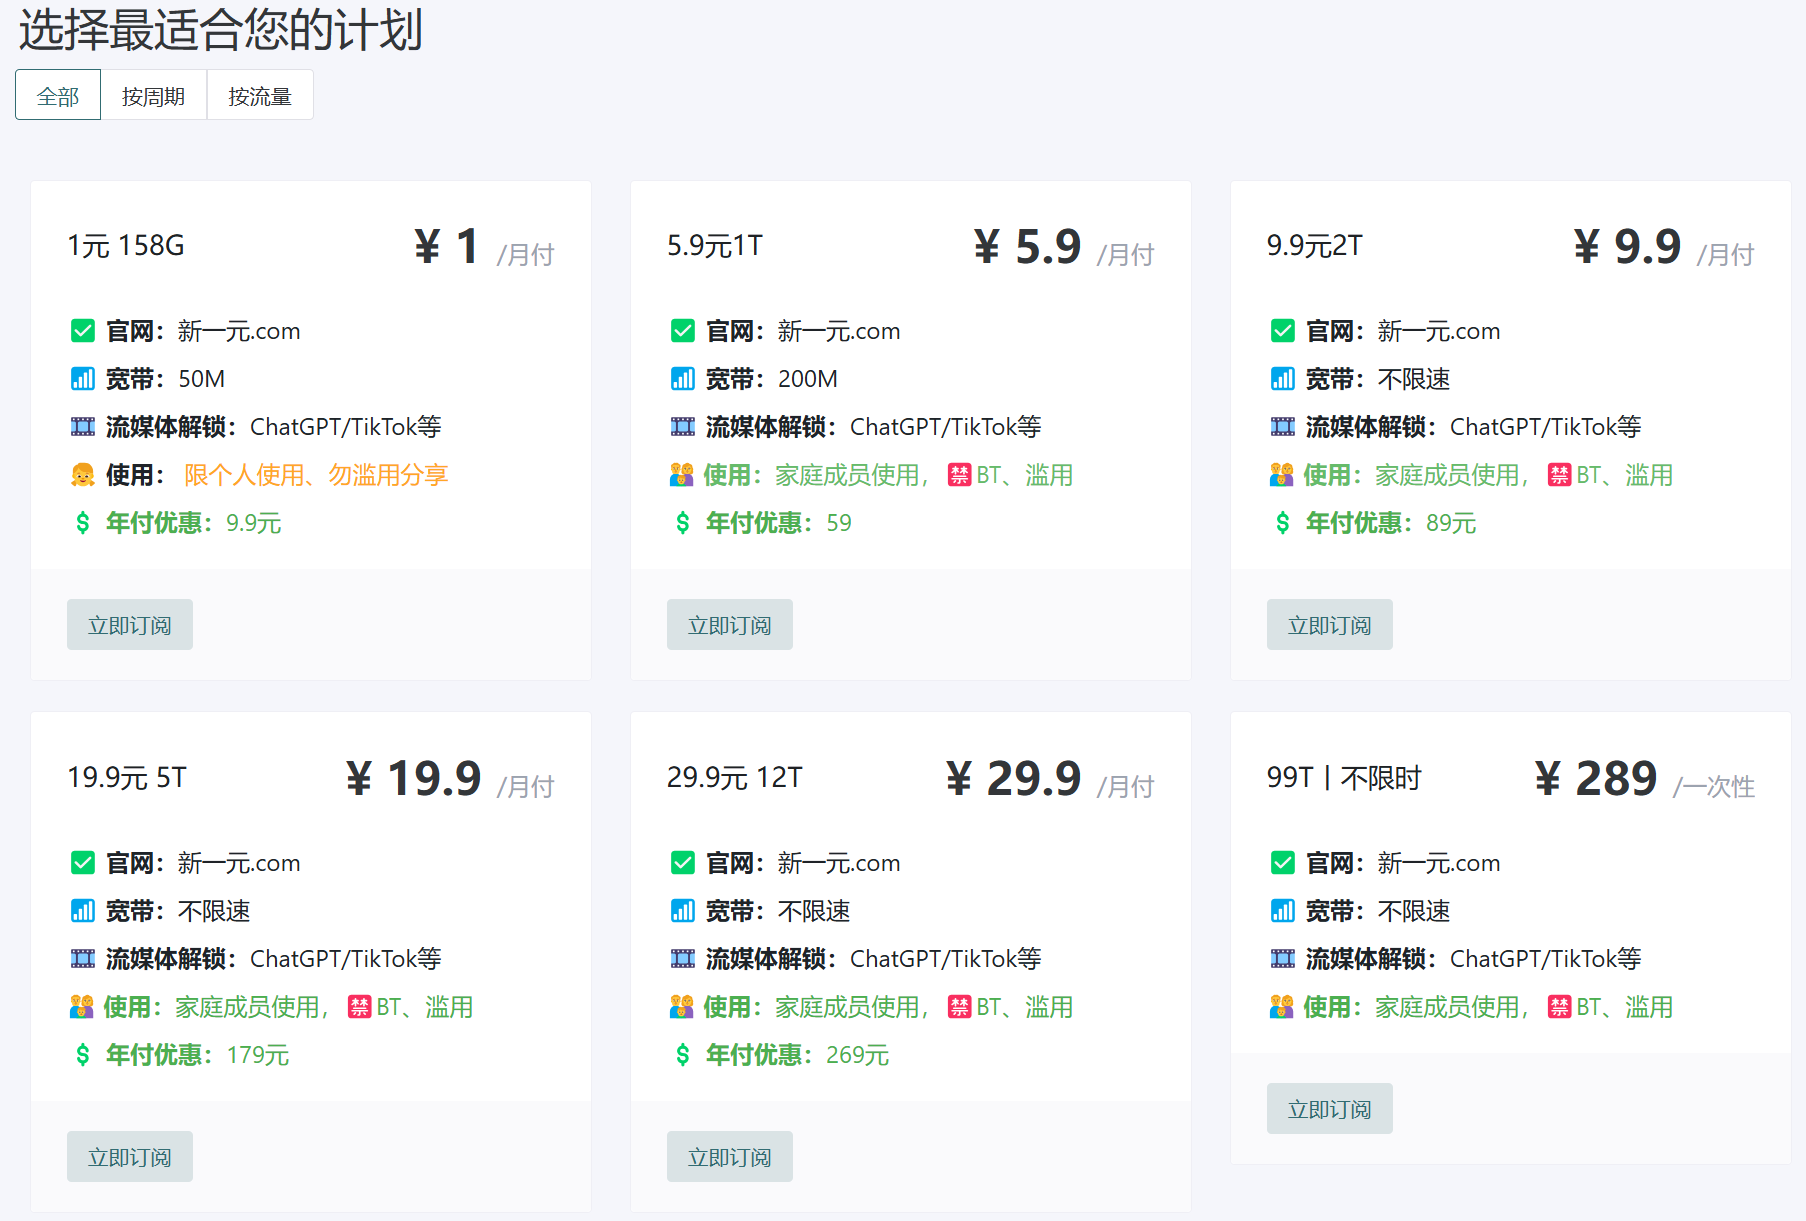 选择最适合您的计划
全部 按周期 按流量
1元 158G ¥ 1 /月付
官网：新一元.com
宽带：50M
流媒体解锁：ChatGPT/TikTok等
使用： 限个人使用、勿滥用分享
年付优惠：9.9元
立即订阅
5.9元1T ¥ 5.9 /月付
官网：新一元.com
宽带：200M
流媒体解锁：ChatGPT/TikTok等
使用：家庭成员使用，🈲BT、滥用
年付优惠：59
立即订阅
9.9元2T ¥ 9.9 /月付
官网：新一元.com
宽带：不限速
流媒体解锁：ChatGPT/TikTok等
使用：家庭成员使用，🈲BT、滥用
年付优惠：89元
立即订阅
19.9元 5T ¥ 19.9 /月付
官网：新一元.com
宽带：不限速
流媒体解锁：ChatGPT/TikTok等
使用：家庭成员使用，🈲BT、滥用
年付优惠：179元
立即订阅
29.9元 12T ¥ 29.9 /月付
官网：新一元.com
宽带：不限速
流媒体解锁：ChatGPT/TikTok等
使用：家庭成员使用，🈲BT、滥用
年付优惠：269元
立即订阅
99T丨不限时 ¥ 289 /一次性
官网：新一元.com
宽带：不限速
流媒体解锁：ChatGPT/TikTok等
使用：家庭成员使用，🈲BT、滥用
立即订阅